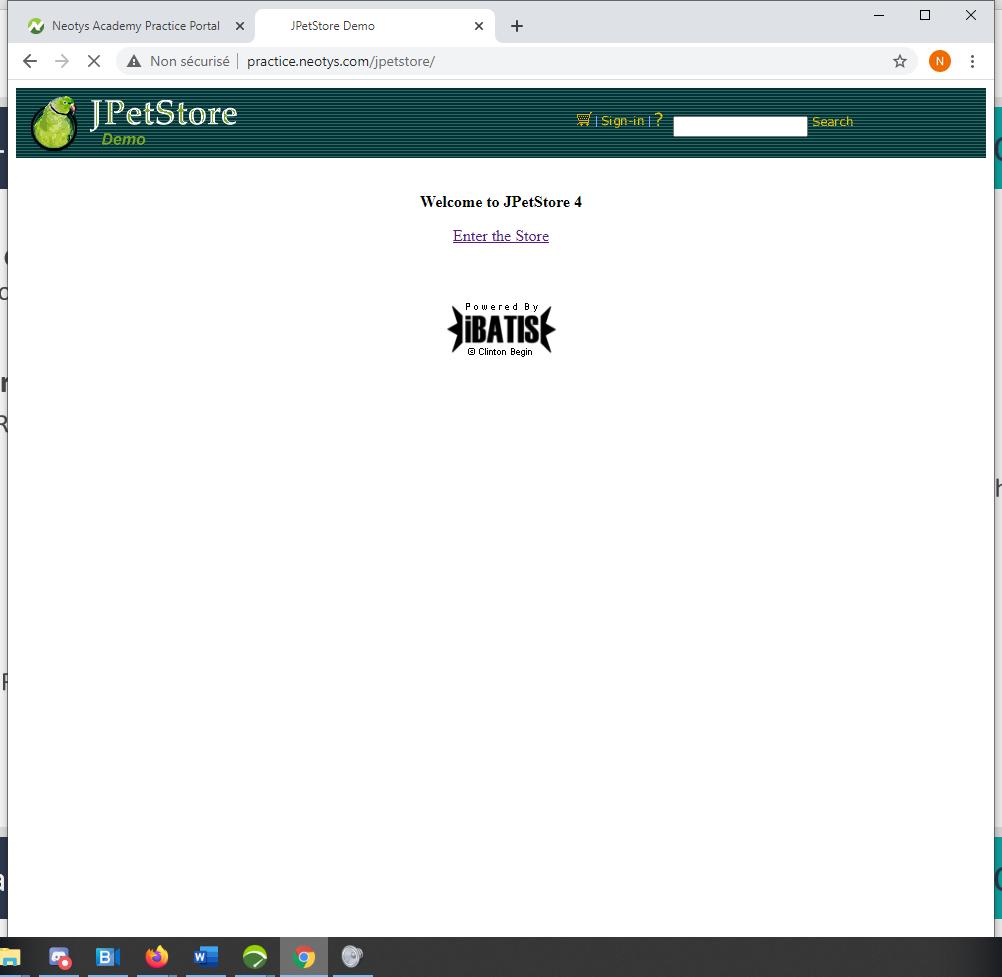 Neotys Academy Practice Portal
JPetStore Demo
Non sécurisé
practice.neotys.com/jpetstore/
N
JPetStore
Demo
| Sign-in | ?
Search
Welcome to JPetStore 4
Enter the Store
Powered By
iBATIS
© Clinton Begin